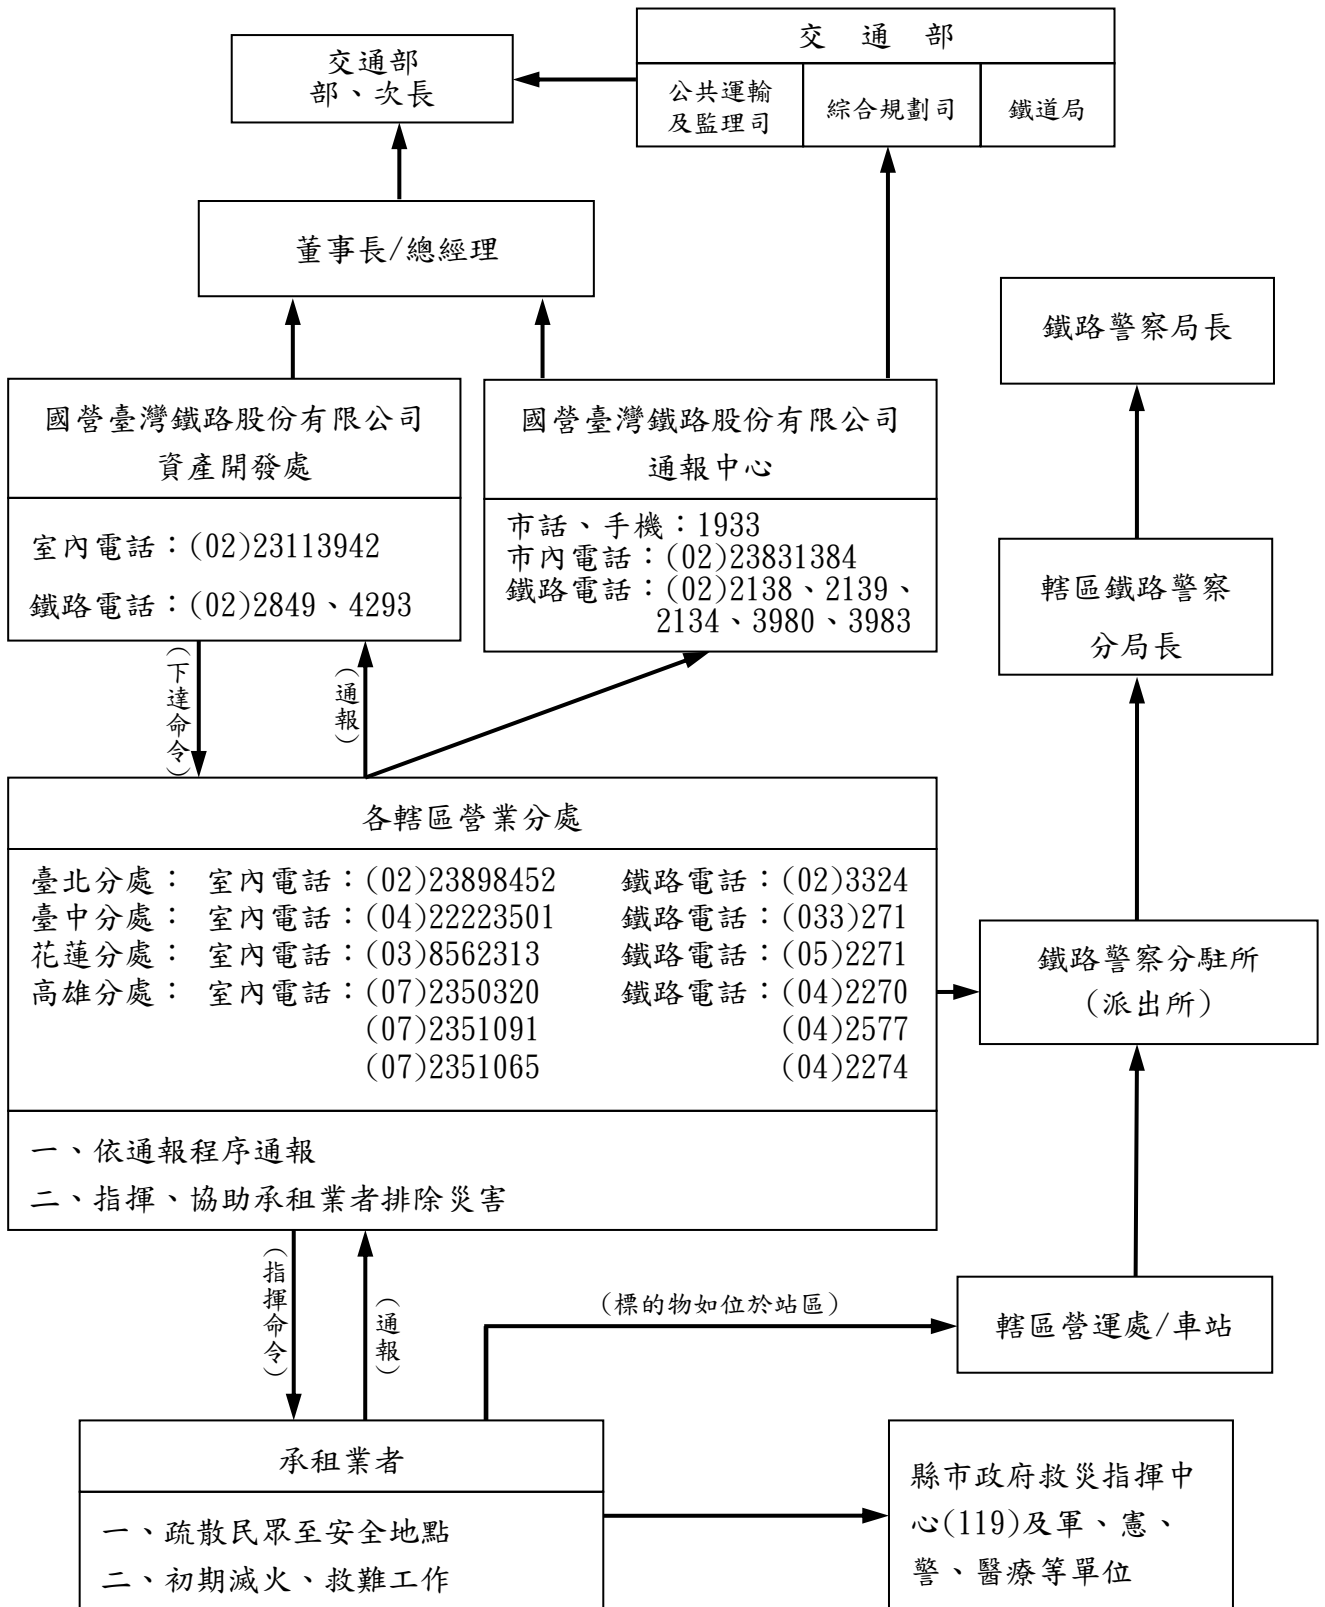 交通部
部、次長
交 通 部
公共運輸
及監理司
綜合規劃司
鐵道局
董事長/總經理
鐵路警察局長
國營臺灣鐵路股份有限公司
資產開發處
室內電話：(02)23113942
鐵路電話：(02)2849、4293
國營臺灣鐵路股份有限公司
通報中心
市話、手機：1933
市內電話：(02)23831384
鐵路電話：(02)2138、2139、
2134、3980、3983
轄區鐵路警察
分局長
(下達命令)
(通報)
各轄區營業分處
臺北分處： 室內電話：(02)23898452 鐵路電話：(02)3324
臺中分處： 室內電話：(04)22223501 鐵路電話：(033)271
花蓮分處： 室內電話：(03)8562313 鐵路電話：(05)2271
高雄分處： 室內電話：(07)2350320 鐵路電話：(04)2270
(07)2351091 (04)2577
(07)2351065 (04)2274
一、依通報程序通報
二、指揮、協助承租業者排除災害
鐵路警察分駐所
(派出所)
(指揮命令)
(通報)
(標的物如位於站區)
轄區營運處/車站
承租業者
一、疏散民眾至安全地點
二、初期滅火、救難工作
縣市政府救災指揮中
心(119)及軍、憲、
警、醫療等單位